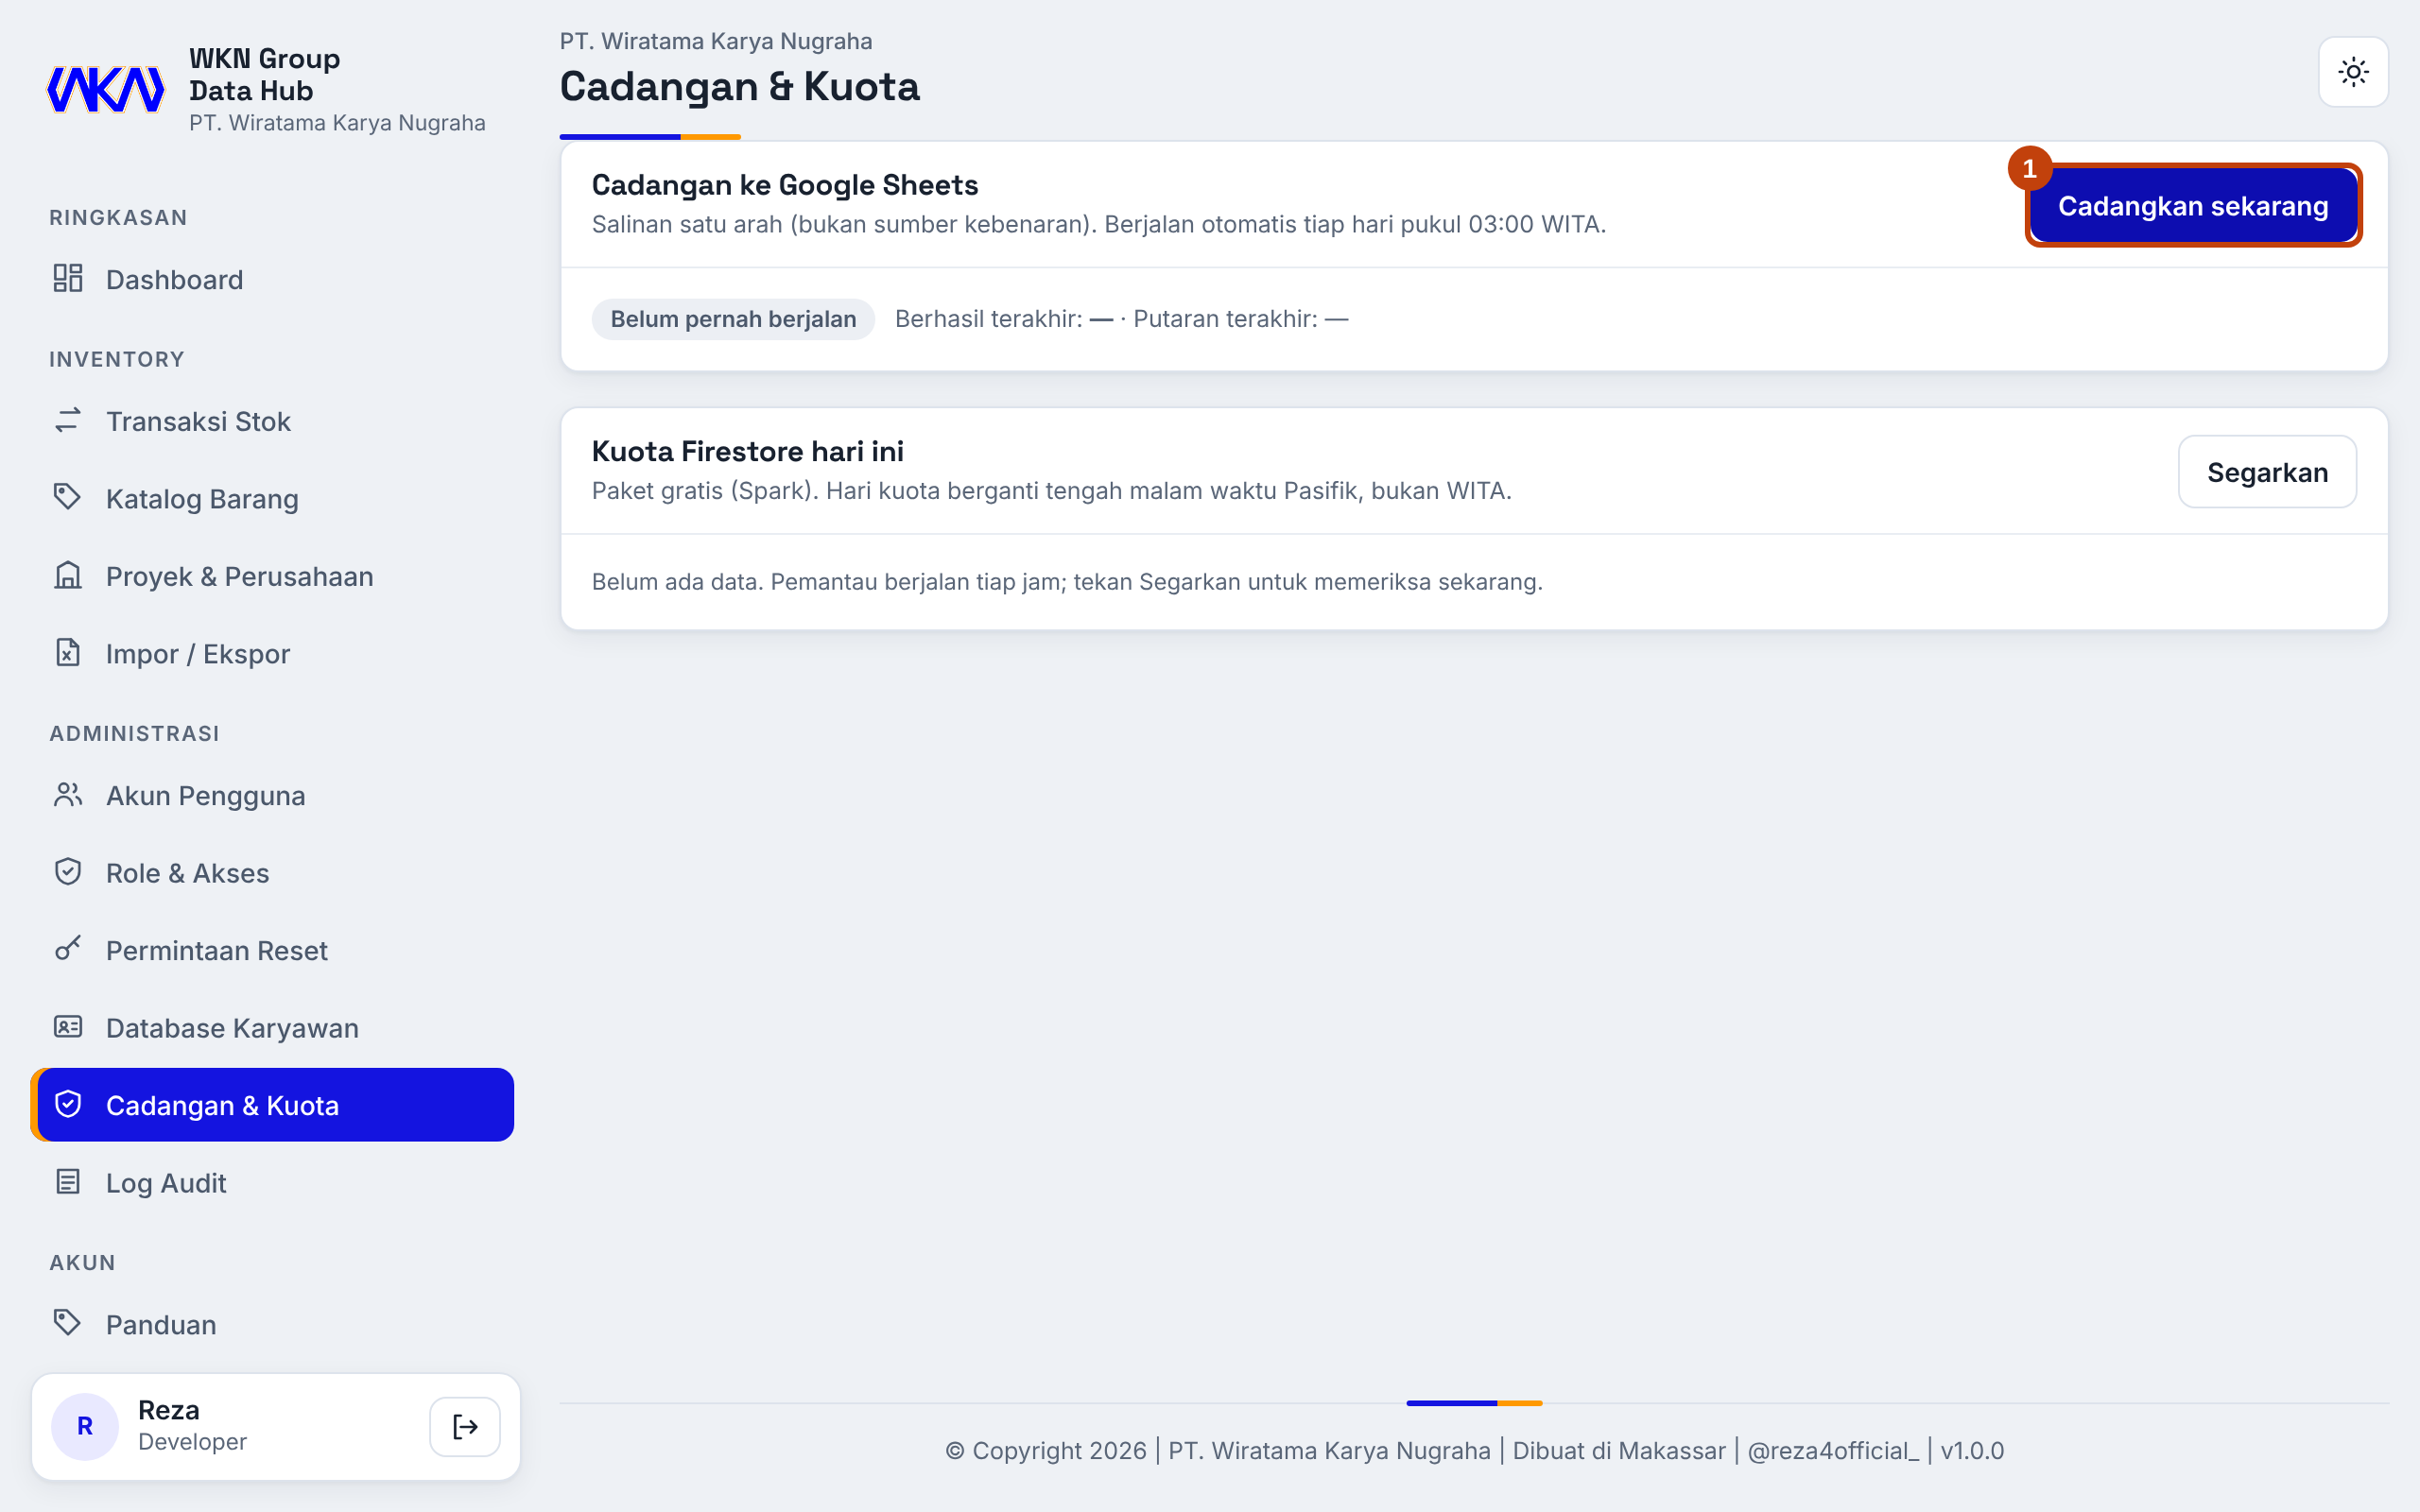 WKN
WKN Group
Data Hub
PT. Wiratama Karya Nugraha
RINGKASAN
Dashboard
INVENTORY
Transaksi Stok
Katalog Barang
Proyek & Perusahaan
Impor / Ekspor
ADMINISTRASI
Akun Pengguna
Role & Akses
Permintaan Reset
Database Karyawan
Cadangan & Kuota
Log Audit
AKUN
Panduan
R
Reza
Developer
PT. Wiratama Karya Nugraha
Cadangan & Kuota
Cadangan ke Google Sheets
Salinan satu arah (bukan sumber kebenaran). Berjalan otomatis tiap hari pukul 03:00 WITA.
1
Cadangkan sekarang
Belum pernah berjalan
Berhasil terakhir: — · Putaran terakhir: —
Kuota Firestore hari ini
Paket gratis (Spark). Hari kuota berganti tengah malam waktu Pasifik, bukan WITA.
Segarkan
Belum ada data. Pemantau berjalan tiap jam; tekan Segarkan untuk memeriksa sekarang.
© Copyright 2026 | PT. Wiratama Karya Nugraha | Dibuat di Makassar | @reza4official_ | v1.0.0